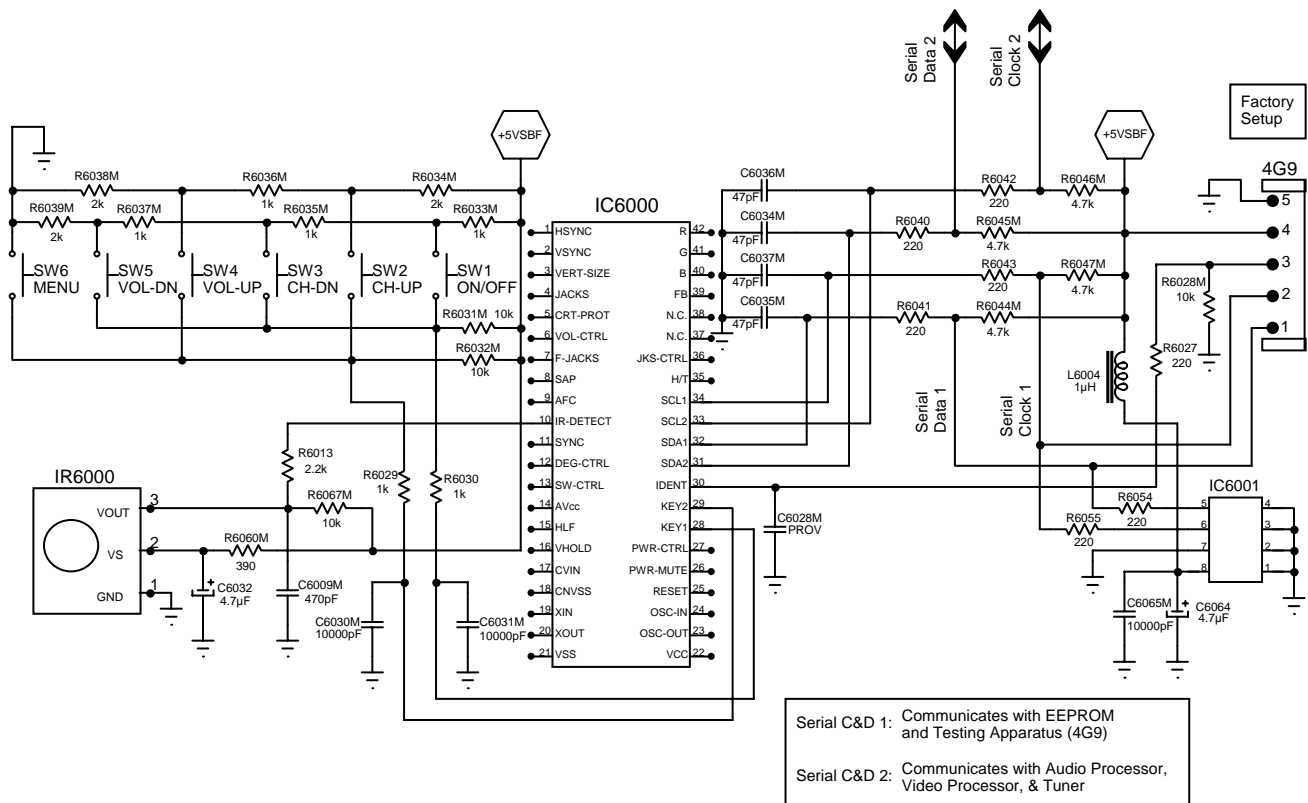 Serial
Data 2
Serial
Clock 2
Factory
Setup
+5VSBF
+5VSBF
4G9
5
4
3
2
1
R6038M
2k
R6036M
1k
R6034M
2k
R6039M
2k
R6037M
1k
R6035M
1k
R6033M
1k
SW6
MENU
SW5
VOL-DN
SW4
VOL-UP
SW3
CH-DN
SW2
CH-UP
SW1
ON/OFF
R6031M 10k
R6032M
10k
IC6000
1 HSYNC
2 VSYNC
3 VERT-SIZE
4 JACKS
5 CRT-PROT
6 VOL-CTRL
7 F-JACKS
8 SAP
9 AFC
10 IR-DETECT
11 SYNC
12 DEG-CTRL
13 SW-CTRL
14 AVcc
15 HLF
16 VHOLD
17 CVIN
18 CNVSS
19 XIN
20 XOUT
21 VSS
R 42
G 41
B 40
FB 39
N.C. 38
N.C. 37
JKS-CTRL 36
H/T 35
SCL1 34
SCL2 33
SDA1 32
SDA2 31
IDENT 30
KEY2 29
KEY1 28
PWR-CTRL 27
PWR-MUTE 26
RESET 25
OSC-IN 24
OSC-OUT 23
VCC 22
C6036M
47pF
C6034M
47pF
C6037M
47pF
C6035M
47pF
R6042
220
R6046M
4.7k
R6040
220
R6045M
4.7k
R6043
220
R6047M
4.7k
R6041
220
R6044M
4.7k
R6028M
10k
R6027
220
L6004
1µH
Serial
Data 1
Serial
Clock 1
R6013
2.2k
R6029
1k
R6030
1k
IR6000
VOUT 3
VS 2
GND 1
R6067M
10k
R6060M
390
C6032
4.7µF
C6009M
470pF
C6030M
10000pF
C6031M
10000pF
C6028M
PROV
IC6001
R6054
220
R6055
220
5
6
7
8
4
3
2
1
C6065M
10000pF
C6064
4.7µF
+
+
Serial C&D 1: Communicates with EEPROM
and Testing Apparatus (4G9)
Serial C&D 2: Communicates with Audio Processor,
Video Processor, & Tuner